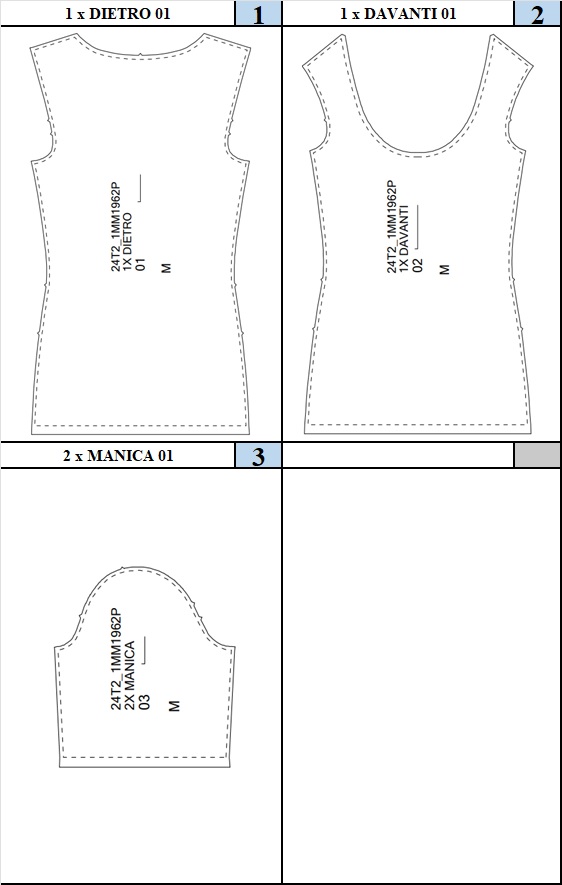 1 x DIETRO 01
1
1 x DAVANTI 01
2
24T2_1MM1962P
1X DIETRO
01
M
24T2_1MM1962P
1X DAVANTI
02
M
2 x MANICA 01
3
24T2_1MM1962P
2X MANICA
03
M